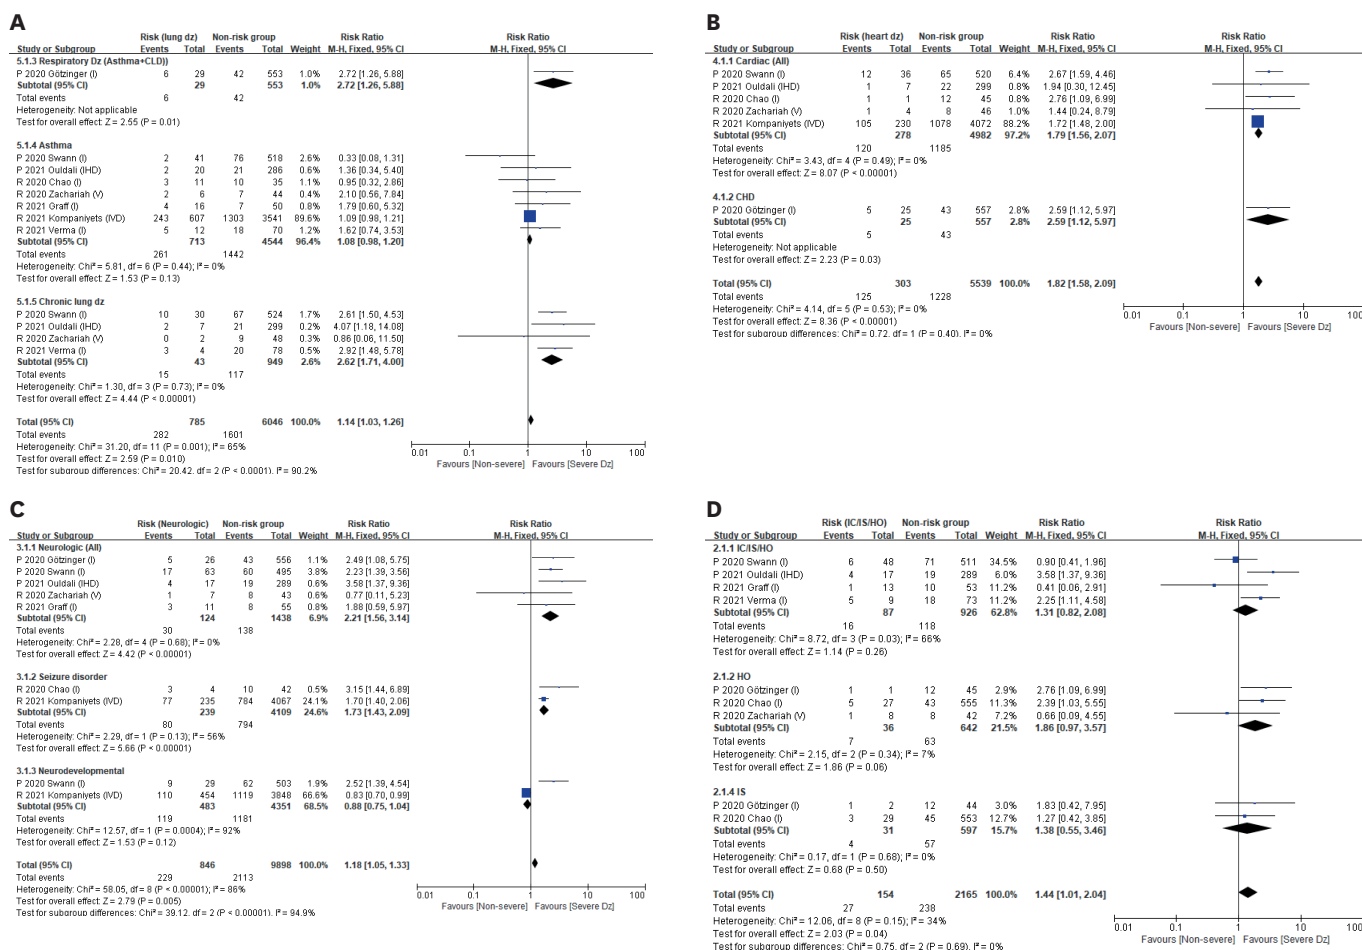 A
Risk (lung dz) Non-risk group Risk Ratio Risk Ratio
Study or Subgroup Events Total Events Total Weight M-H, Fixed, 95% CI M-H, Fixed, 95% CI
5.1.3 Respiratory Dz (Asthma+CLD))
P 2020 Götzinger (I) 6 29 42 553 1.0% 2.72 [1.26, 5.88]
Subtotal (95% CI) 29 553 1.0% 2.72 [1.26, 5.88]
Total events 6 42
Heterogeneity: Not applicable
Test for overall effect: Z = 2.55 (P = 0.01)
5.1.4 Asthma
P 2020 Swann (I) 2 41 76 518 2.6% 0.33 [0.08, 1.31]
P 2021 Ouldali (IHD) 2 20 21 286 0.6% 1.36 [0.34, 5.40]
R 2020 Chao (I) 3 11 10 35 1.1% 0.95 [0.32, 2.86]
R 2020 Zachariah (V) 2 6 7 44 0.4% 2.10 [0.56, 7.84]
R 2021 Graff (I) 4 16 7 50 0.8% 1.79 [0.60, 5.32]
R 2021 Kompaniyets (IVD) 243 607 1303 3541 89.6% 1.09 [0.98, 1.21]
R 2021 Verma (I) 5 12 18 70 1.2% 1.62 [0.74, 3.53]
Subtotal (95% CI) 713 4544 96.4% 1.08 [0.98, 1.20]
Total events 261 1442
Heterogeneity: Chi² = 5.81, df = 6 (P = 0.44); I² = 0%
Test for overall effect: Z = 1.53 (P = 0.13)
5.1.5 Chronic lung dz
P 2020 Swann (I) 10 30 67 524 1.7% 2.61 [1.50, 4.53]
P 2021 Ouldali (IHD) 2 7 21 299 0.2% 4.07 [1.18, 14.08]
R 2020 Zachariah (V) 0 2 9 48 0.3% 0.86 [0.06, 11.50]
R 2021 Verma (I) 3 4 20 78 0.5% 2.92 [1.48, 5.78]
Subtotal (95% CI) 43 949 2.6% 2.62 [1.71, 4.00]
Total events 15 117
Heterogeneity: Chi² = 1.30, df = 3 (P = 0.73); I² = 0%
Test for overall effect: Z = 4.44 (P < 0.00001)
Total (95% CI) 785 6046 100.0% 1.14 [1.03, 1.26]
Total events 282 1601
Heterogeneity: Chi² = 31.20, df = 11 (P = 0.001); I² = 65%
Test for overall effect: Z = 2.59 (P = 0.010)
Test for subgroup differences: Chi² = 20.42, df = 2 (P < 0.0001), I² = 90.2%
0.01 0.1 1 10 100
Favours [Non-severe] Favours [Severe Dz]
B
Risk (heart dz) Non-risk group Risk Ratio Risk Ratio
Study or Subgroup Events Total Events Total Weight M-H, Fixed, 95% CI M-H, Fixed, 95% CI
4.1.1 Cardiac (All)
P 2020 Swann (I) 12 36 65 520 6.4% 2.67 [1.59, 4.46]
P 2021 Ouldali (IHD) 1 7 22 299 0.8% 1.94 [0.30, 12.45]
R 2020 Chao (I) 1 1 12 45 0.8% 2.76 [1.09, 6.99]
R 2020 Zachariah (V) 1 4 8 46 1.0% 1.44 [0.24, 8.79]
R 2021 Kompaniyets (IVD) 105 230 1078 4072 88.2% 1.72 [1.48, 2.00]
Subtotal (95% CI) 278 4982 97.2% 1.79 [1.56, 2.07]
Total events 120 1185
Heterogeneity: Chi² = 3.43, df = 4 (P = 0.49); I² = 0%
Test for overall effect: Z = 8.07 (P < 0.00001)
4.1.2 CHD
P 2020 Götzinger (I) 5 25 43 557 2.8% 2.59 [1.12, 5.97]
Subtotal (95% CI) 25 557 2.8% 2.59 [1.12, 5.97]
Total events 5 43
Heterogeneity: Not applicable
Test for overall effect: Z = 2.23 (P = 0.03)
Total (95% CI) 303 5539 100.0% 1.82 [1.58, 2.09]
Total events 125 1228
Heterogeneity: Chi² = 4.14, df = 5 (P = 0.53); I² = 0%
Test for overall effect: Z = 8.36 (P < 0.00001)
Test for subgroup differences: Chi² = 0.72, df = 1 (P = 0.40), I² = 0%
0.01 0.1 1 10 100
Favours [Non-severe] Favours [Severe Dz]
C
Risk (Neurologic) Non-risk group Risk Ratio Risk Ratio
Study or Subgroup Events Total Events Total Weight M-H, Fixed, 95% CI M-H, Fixed, 95% CI
3.1.1 Neurologic (All)
P 2020 Götzinger (I) 5 26 43 556 1.1% 2.49 [1.08, 5.75]
P 2020 Swann (I) 17 63 60 495 3.8% 2.23 [1.39, 3.56]
P 2021 Ouldali (IHD) 4 17 19 289 0.6% 3.58 [1.37, 9.36]
R 2020 Zachariah (V) 1 7 8 43 0.6% 0.77 [0.11, 5.23]
R 2021 Graff (I) 3 11 8 55 0.8% 1.88 [0.59, 5.97]
Subtotal (95% CI) 124 1438 6.9% 2.21 [1.56, 3.14]
Total events 30 138
Heterogeneity: Chi² = 2.28, df = 4 (P = 0.68); I² = 0%
Test for overall effect: Z = 4.42 (P < 0.00001)
3.1.2 Seizure disorder
R 2020 Chao (I) 3 4 10 42 0.5% 3.15 [1.44, 6.89]
R 2021 Kompaniyets (IVD) 77 235 784 4067 24.1% 1.70 [1.40, 2.06]
Subtotal (95% CI) 239 4109 24.6% 1.73 [1.43, 2.09]
Total events 80 794
Heterogeneity: Chi² = 2.29, df = 1 (P = 0.13); I² = 56%
Test for overall effect: Z = 5.66 (P < 0.00001)
3.1.3 Neurodevelopmental
P 2020 Swann (I) 9 29 62 503 1.9% 2.52 [1.39, 4.54]
R 2021 Kompaniyets (IVD) 110 454 1119 3848 66.6% 0.83 [0.70, 0.99]
Subtotal (95% CI) 483 4351 68.5% 0.88 [0.75, 1.04]
Total events 119 1181
Heterogeneity: Chi² = 12.57, df = 1 (P = 0.0004); I² = 92%
Test for overall effect: Z = 1.53 (P = 0.12)
Total (95% CI) 846 9898 100.0% 1.18 [1.05, 1.33]
Total events 229 2113
Heterogeneity: Chi² = 58.05, df = 8 (P < 0.00001); I² = 86%
Test for overall effect: Z = 2.79 (P = 0.005)
Test for subgroup differences: Chi² = 39.12, df = 2 (P < 0.00001), I² = 94.9%
0.01 0.1 1 10 100
Favours [Non-severe] Favours [Severe Dz]
D
Risk (IC/IS/HO) Non-risk group Risk Ratio Risk Ratio
Study or Subgroup Events Total Events Total Weight M-H, Fixed, 95% CI M-H, Fixed, 95% CI
2.1.1 IC/IS/HO
P 2020 Swann (I) 6 48 71 511 34.5% 0.90 [0.41, 1.96]
P 2021 Ouldali (IHD) 4 17 19 289 6.0% 3.58 [1.37, 9.36]
R 2021 Graff (I) 1 13 10 53 11.2% 0.41 [0.06, 2.91]
R 2021 Verma (I) 5 9 18 73 11.2% 2.25 [1.11, 4.58]
Subtotal (95% CI) 87 926 62.8% 1.31 [0.82, 2.08]
Total events 16 118
Heterogeneity: Chi² = 8.72, df = 3 (P = 0.03); I² = 66%
Test for overall effect: Z = 1.14 (P = 0.26)
2.1.2 HO
P 2020 Götzinger (I) 1 1 12 45 2.9% 2.76 [1.09, 6.99]
R 2020 Chao (I) 5 27 43 555 11.3% 2.39 [1.03, 5.55]
R 2020 Zachariah (V) 1 8 8 42 7.2% 0.66 [0.09, 4.55]
Subtotal (95% CI) 36 642 21.5% 1.86 [0.97, 3.57]
Total events 7 63
Heterogeneity: Chi² = 2.15, df = 2 (P = 0.34); I² = 7%
Test for overall effect: Z = 1.86 (P = 0.06)
2.1.4 IS
P 2020 Götzinger (I) 1 2 12 44 3.0% 1.83 [0.42, 7.95]
R 2020 Chao (I) 3 29 45 553 12.7% 1.27 [0.42, 3.85]
Subtotal (95% CI) 31 597 15.7% 1.38 [0.55, 3.46]
Total events 4 57
Heterogeneity: Chi² = 0.17, df = 1 (P = 0.68); I² = 0%
Test for overall effect: Z = 0.68 (P = 0.50)
Total (95% CI) 154 2165 100.0% 1.44 [1.01, 2.04]
Total events 27 238
Heterogeneity: Chi² = 12.06, df = 8 (P = 0.15); I² = 34%
Test for overall effect: Z = 2.03 (P = 0.04)
Test for subgroup differences: Chi² = 0.75, df = 2 (P = 0.69), I² = 0%
0.01 0.1 1 10 100
Favours [Non-severe] Favours [Severe Dz]